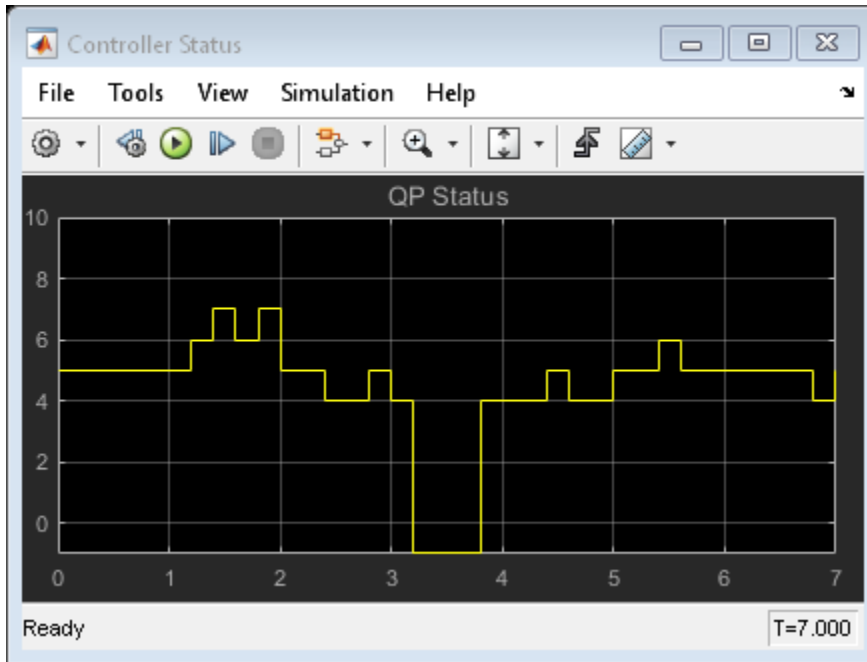 Controller Status
File Tools View Simulation Help
QP Status
10
8
6
4
2
0
0 1 2 3 4 5 6 7
Ready T=7.000